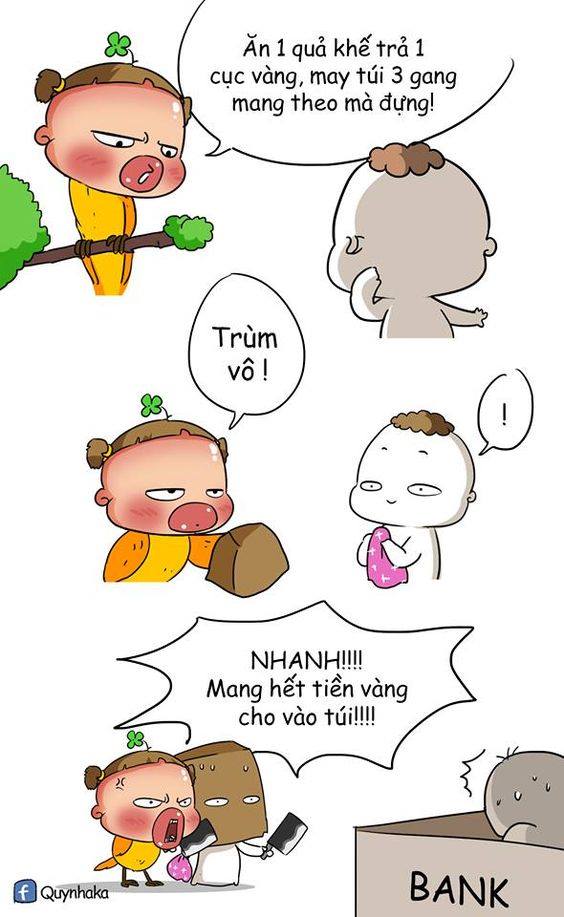 Ăn 1 quả khế trả 1
cục vàng, may túi 3 gang
mang theo mà đựng!
Trùm
vô !
!
NHANH!!!!
Mang hết tiền vàng
cho vào túi!!!!
BANK
f Quynhaka